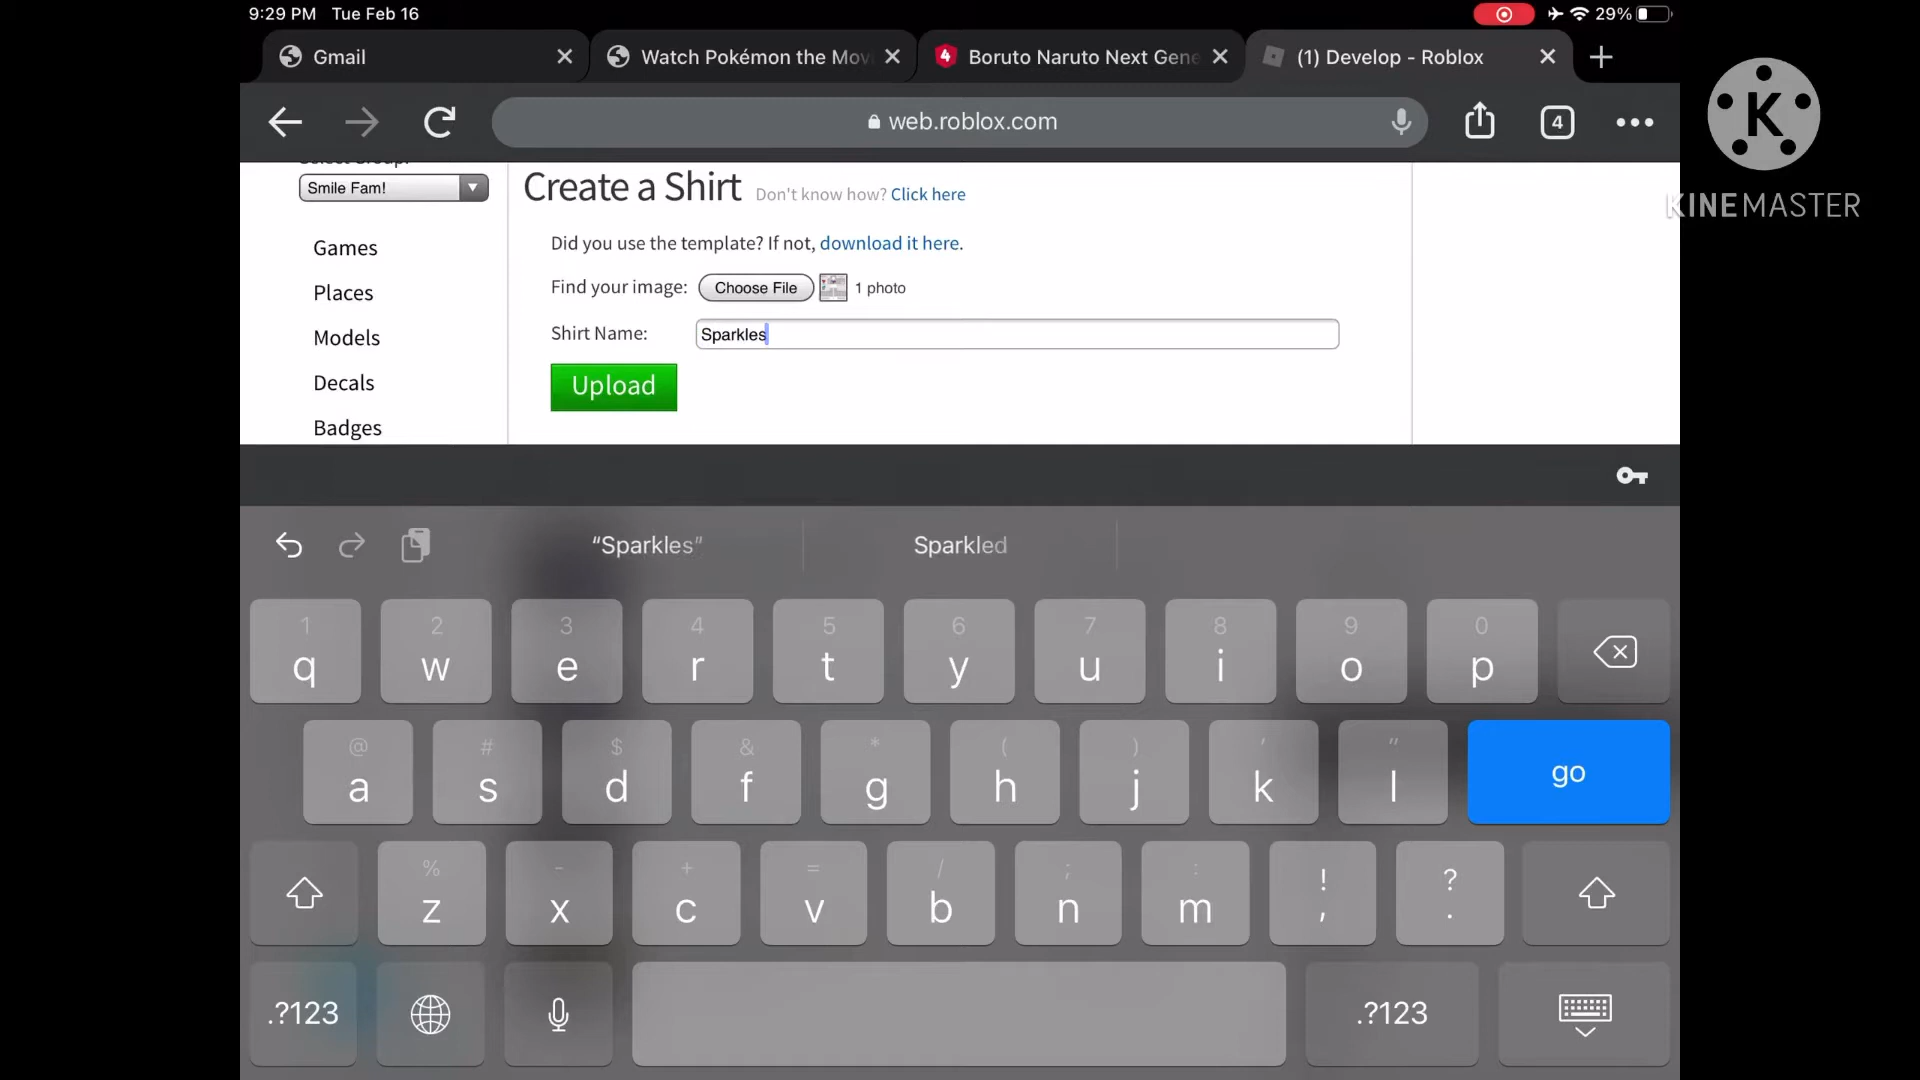 9:29 PM Tue Feb 16
29%
Gmail
Watch Pokémon the Mov
Boruto Naruto Next Gene
(1) Develop - Roblox
web.roblox.com
4
K
KINEMASTER
Select Group:
Smile Fam!
Create a Shirt Don't know how? Click here
Did you use the template? If not, download it here.
Find your image: Choose File 1 photo
Shirt Name: Sparkles
Upload
Games
Places
Models
Decals
Badges
“Sparkles” Sparkled
1 2 3 4 5 6 7 8 9 0
q w e r t y u i o p
@ # $ & * ( ) ' "
a s d f g h j k l go
% - + = / ; : ! ?
z x c v b n m , .
.?123 .?123